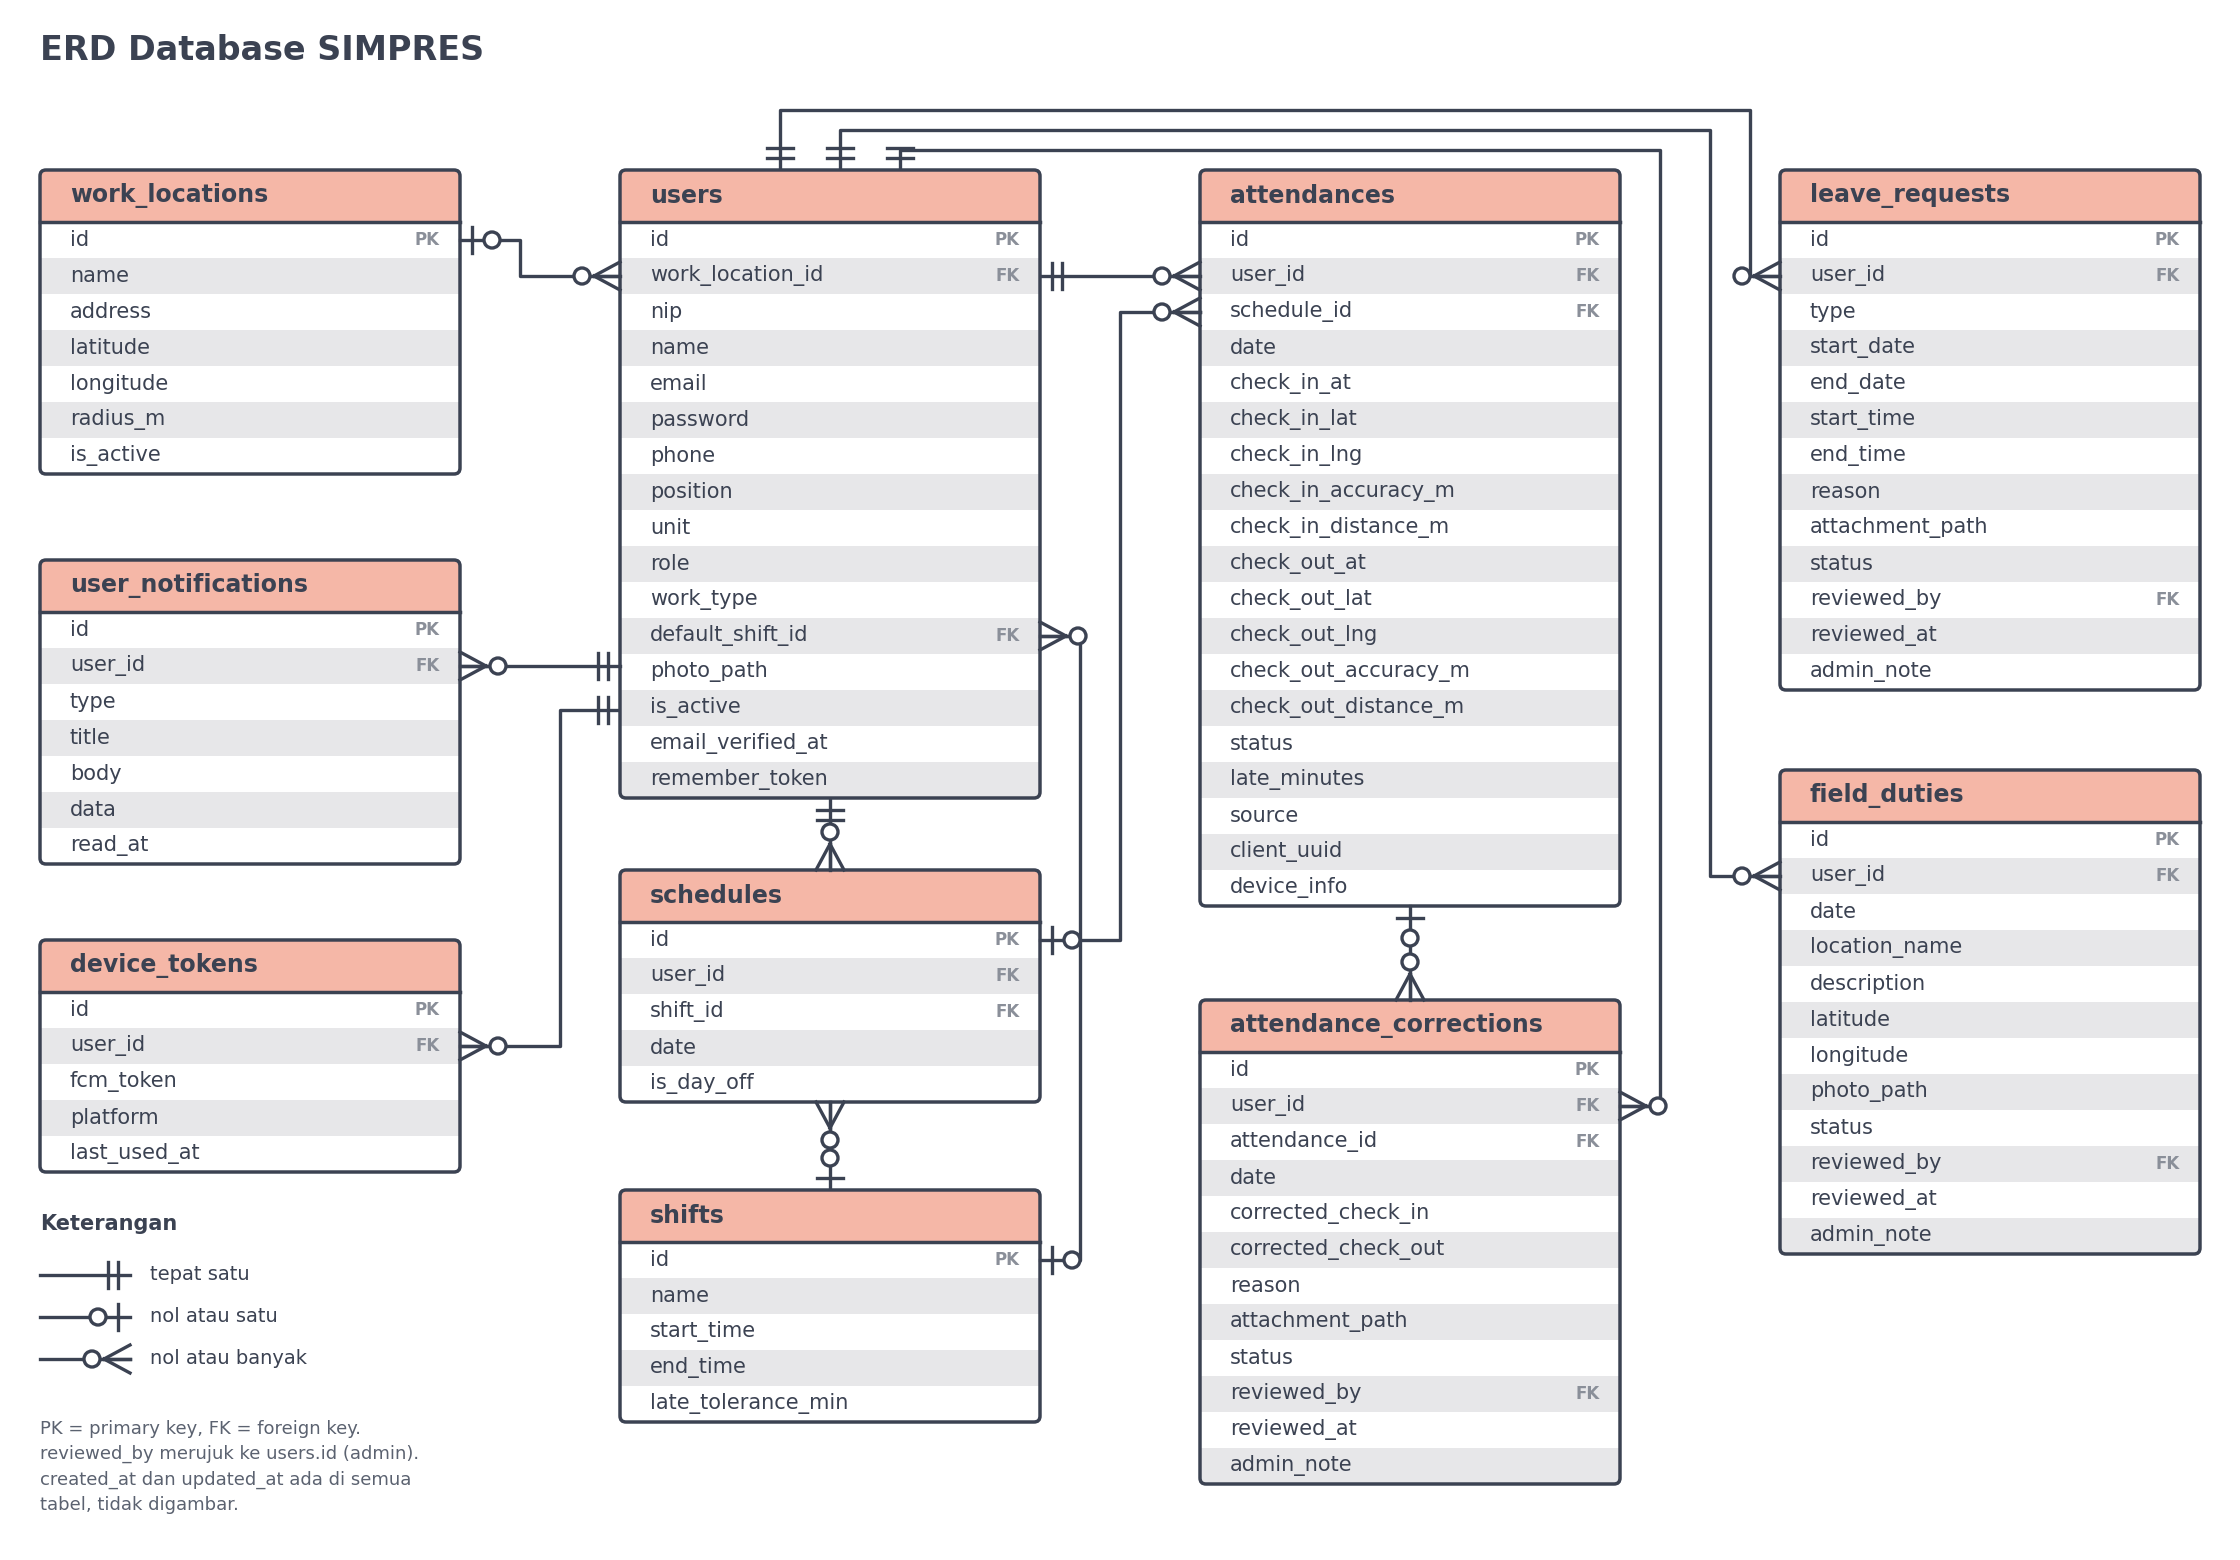 ERD Database SIMPRES
work_locations
id PK
name
address
latitude
longitude
radius_m
is_active
user_notifications
id PK
user_id FK
type
title
body
data
read_at
device_tokens
id PK
user_id FK
fcm_token
platform
last_used_at
Keterangan
tepat satu
nol atau satu
nol atau banyak
PK = primary key, FK = foreign key.
reviewed_by merujuk ke users.id (admin).
created_at dan updated_at ada di semua
tabel, tidak digambar.
users
id PK
work_location_id FK
nip
name
email
password
phone
position
unit
role
work_type
default_shift_id FK
photo_path
is_active
email_verified_at
remember_token
schedules
id PK
user_id FK
shift_id FK
date
is_day_off
shifts
id PK
name
start_time
end_time
late_tolerance_min
attendances
id PK
user_id FK
schedule_id FK
date
check_in_at
check_in_lat
check_in_lng
check_in_accuracy_m
check_in_distance_m
check_out_at
check_out_lat
check_out_lng
check_out_accuracy_m
check_out_distance_m
status
late_minutes
source
client_uuid
device_info
attendance_corrections
id PK
user_id FK
attendance_id FK
date
corrected_check_in
corrected_check_out
reason
attachment_path
status
reviewed_by FK
reviewed_at
admin_note
leave_requests
id PK
user_id FK
type
start_date
end_date
start_time
end_time
reason
attachment_path
status
reviewed_by FK
reviewed_at
admin_note
field_duties
id PK
user_id FK
date
location_name
description
latitude
longitude
photo_path
status
reviewed_by FK
reviewed_at
admin_note